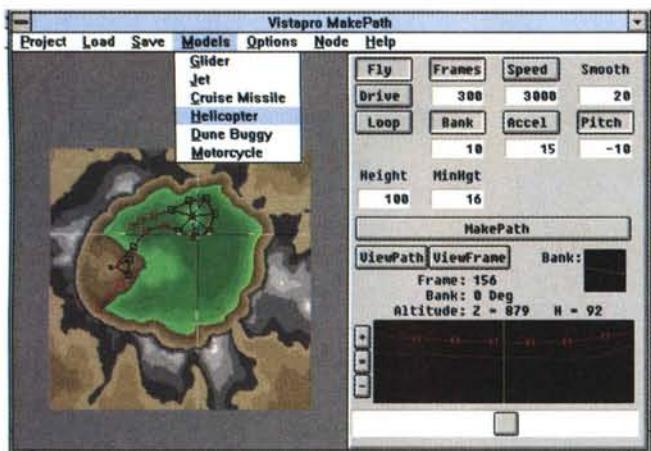 Vistapro MakePath
Project Load Save Models Options Node Help
Glider
Jet
Cruise Missile
Helicopter
Dune Buggy
Motorcycle
Fly Frames Speed Smooth
Drive 300 3000 20
Loop Bank Accel Pitch
10 15 -10
Height MinHgt
100 16
MakePath
ViewPath ViewFrame Bank:
Frame: 156
Bank: 0 Deg
Altitude: Z = 879 H = 92
+
=
-